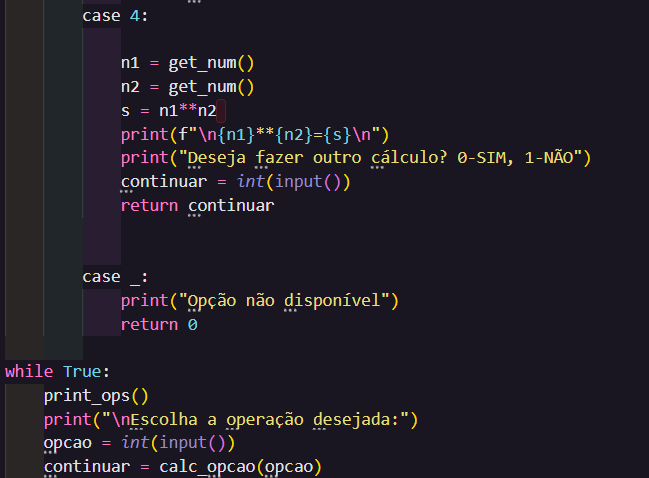 case 4:
n1 = get_num()
n2 = get_num()
s = n1**n2
print(f"\n{n1}**{n2}={s}\n")
print("Deseja fazer outro cálculo? 0-SIM, 1-NÃO")
continuar = int(input())
return continuar
case _:
print("Opção não disponível")
return 0
while True:
print_ops()
print("\nEscolha a operação desejada:")
opcao = int(input())
continuar = calc_opcao(opcao)